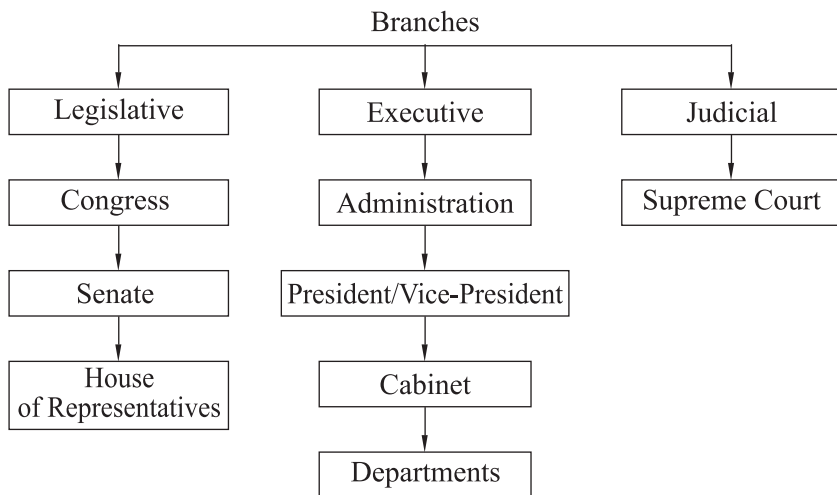 Branches
Legislative
Executive
Judicial
Congress
Administration
Supreme Court
Senate
President/Vice-President
House
of Representatives
Cabinet
Departments